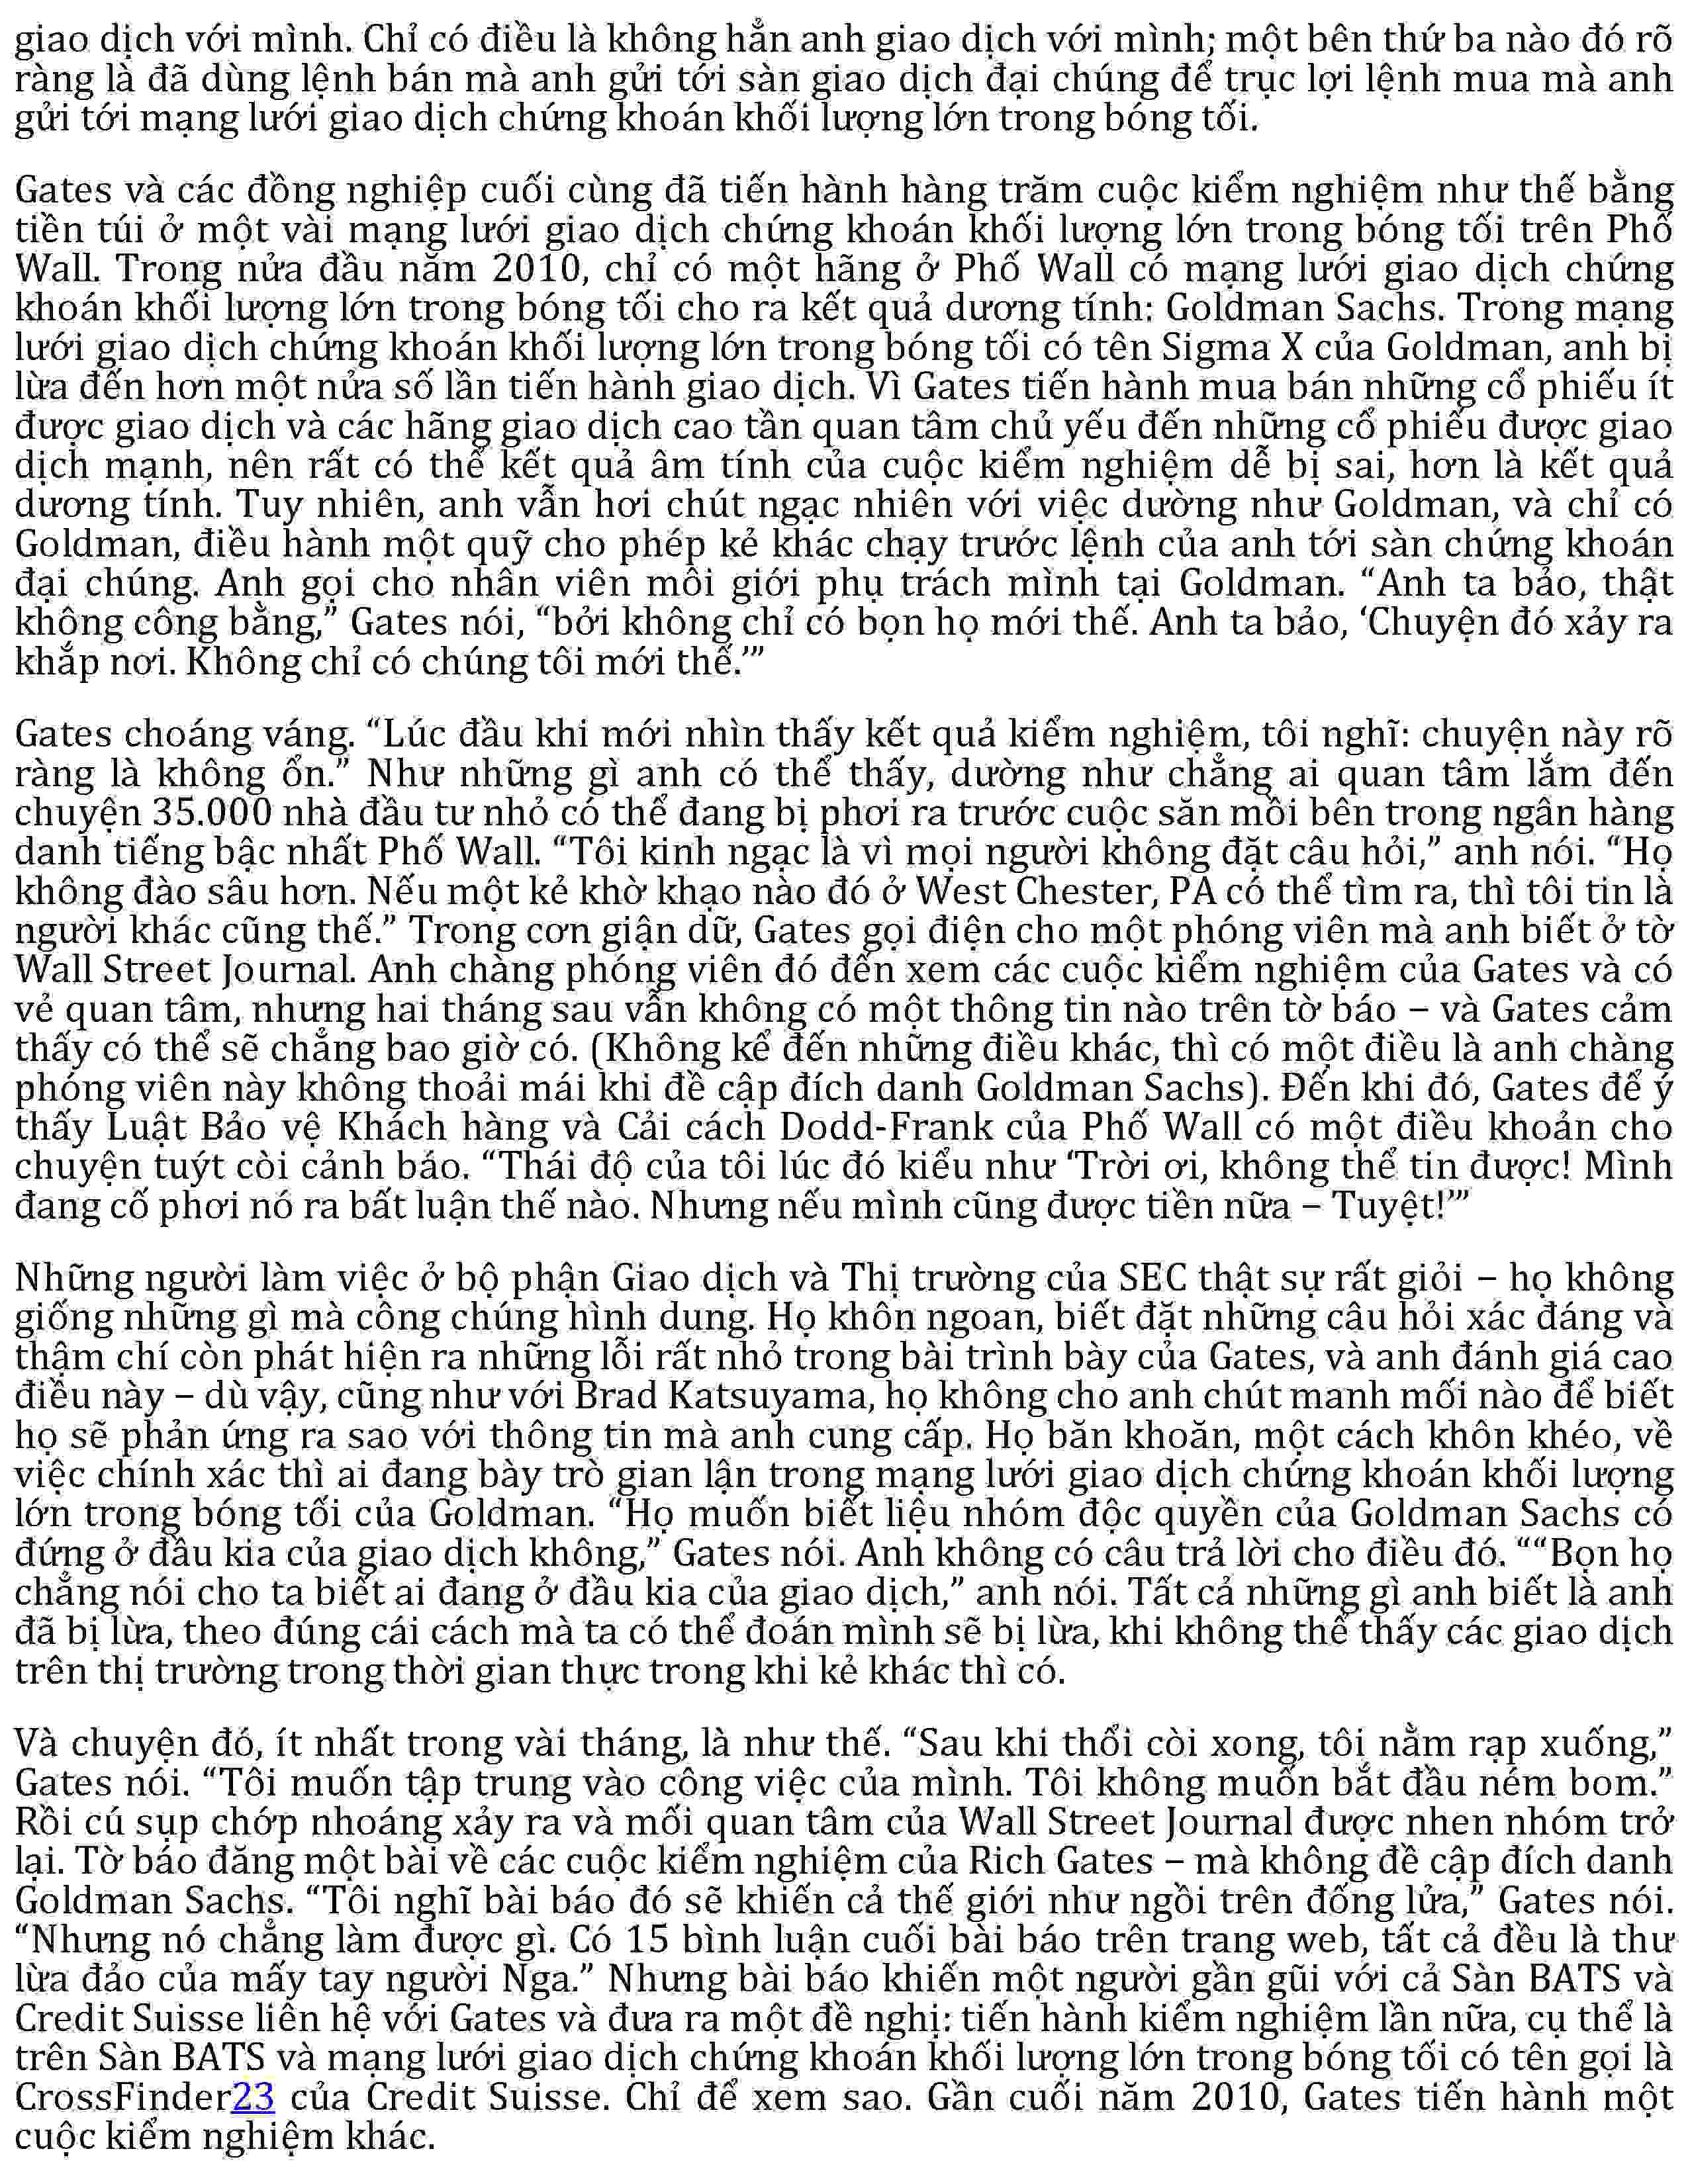 giao dịch với mình. Chỉ có điều là không hẳn anh giao dịch với mình; một bên thứ ba nào đó rõ
ràng là đã dùng lệnh bán mà anh gửi tới sàn giao dịch đại chúng để trục lợi lệnh mua mà anh
gửi tới mạng lưới giao dịch chứng khoán khối lượng lớn trong bóng tối.
Gates và các đồng nghiệp cuối cùng đã tiến hành hàng trăm cuộc kiểm nghiệm như thế bằng
tiền túi ở một vài mạng lưới giao dịch chứng khoán khối lượng lớn trong bóng tối trên Phố
Wall. Trong nửa đầu năm 2010, chỉ có một hãng ở Phố Wall có mạng lưới giao dịch chứng
khoán khối lượng lớn trong bóng tối cho ra kết quả dương tính: Goldman Sachs. Trong mạng
lưới giao dịch chứng khoán khối lượng lớn trong bóng tối có tên Sigma X của Goldman, anh bị
lừa đến hơn một nửa số lần tiến hành giao dịch. Vì Gates tiến hành mua bán những cổ phiếu ít
được giao dịch và các hãng giao dịch cao tần quan tâm chủ yếu đến những cổ phiếu được giao
dịch mạnh, nên rất có thể kết quả âm tính của cuộc kiểm nghiệm dễ bị sai, hơn là kết quả
dương tính. Tuy nhiên, anh vẫn hơi chút ngạc nhiên với việc dường như Goldman, và chỉ có
Goldman, điều hành một quỹ cho phép kẻ khác chạy trước lệnh của anh tới sàn chứng khoán
đại chúng. Anh gọi cho nhân viên môi giới phụ trách mình tại Goldman. “Anh ta bảo, thật
không công bằng,” Gates nói, “bởi không chỉ có bọn họ mới thế. Anh ta bảo, ‘Chuyện đó xảy ra
khắp nơi. Không chỉ có chúng tôi mới thế.’”
Gates choáng váng. “Lúc đầu khi mới nhìn thấy kết quả kiểm nghiệm, tôi nghĩ: chuyện này rõ
ràng là không ổn.” Như những gì anh có thể thấy, dường như chẳng ai quan tâm lắm đến
chuyện 35.000 nhà đầu tư nhỏ có thể đang bị phơi ra trước cuộc săn mồi bên trong ngân hàng
danh tiếng bậc nhất Phố Wall. “Tôi kinh ngạc là vì mọi người không đặt câu hỏi,” anh nói. “Họ
không đào sâu hơn. Nếu một kẻ khờ khạo nào đó ở West Chester, PA có thể tìm ra, thì tôi tin là
người khác cũng thế.” Trong cơn giận dữ, Gates gọi điện cho một phóng viên mà anh biết ở tờ
Wall Street Journal. Anh chàng phóng viên đó đến xem các cuộc kiểm nghiệm của Gates và có
vẻ quan tâm, nhưng hai tháng sau vẫn không có một thông tin nào trên tờ báo – và Gates cảm
thấy có thể sẽ chẳng bao giờ có. (Không kể đến những điều khác, thì có một điều là anh chàng
phóng viên này không thoải mái khi đề cập đích danh Goldman Sachs). Đến khi đó, Gates để ý
thấy Luật Bảo vệ Khách hàng và Cải cách Dodd-Frank của Phố Wall có một điều khoản cho
chuyện tuýt còi cảnh báo. “Thái độ của tôi lúc đó kiểu như ‘Trời ơi, không thể tin được! Mình
đang cố phơi nó ra bất luận thế nào. Nhưng nếu mình cũng được tiền nữa – Tuyệt!’”
Những người làm việc ở bộ phận Giao dịch và Thị trường của SEC thật sự rất giỏi – họ không
giống những gì mà công chúng hình dung. Họ khôn ngoan, biết đặt những câu hỏi xác đáng và
thậm chí còn phát hiện ra những lỗi rất nhỏ trong bài trình bày của Gates, và anh đánh giá cao
điều này – dù vậy, cũng như với Brad Katsuyama, họ không cho anh chút manh mối nào để biết
họ sẽ phản ứng ra sao với thông tin mà anh cung cấp. Họ băn khoăn, một cách khôn khéo, về
việc chính xác thì ai đang bày trò gian lận trong mạng lưới giao dịch chứng khoán khối lượng
lớn trong bóng tối của Goldman. “Họ muốn biết liệu nhóm độc quyền của Goldman Sachs có
đứng ở đầu kia của giao dịch không,” Gates nói. Anh không có câu trả lời cho điều đó. ““Bọn họ
chẳng nói cho ta biết ai đang ở đầu kia của giao dịch,” anh nói. Tất cả những gì anh biết là anh
đã bị lừa, theo đúng cái cách mà ta có thể đoán mình sẽ bị lừa, khi không thể thấy các giao dịch
trên thị trường trong thời gian thực trong khi kẻ khác thì có.
Và chuyện đó, ít nhất trong vài tháng, là như thế. “Sau khi thổi còi xong, tôi nằm rạp xuống,”
Gates nói. “Tôi muốn tập trung vào công việc của mình. Tôi không muốn bắt đầu ném bom.”
Rồi cú sụp chớp nhoáng xảy ra và mối quan tâm của Wall Street Journal được nhen nhóm trở
lại. Tờ báo đăng một bài về các cuộc kiểm nghiệm của Rich Gates – mà không đề cập đích danh
Goldman Sachs. “Tôi nghĩ bài báo đó sẽ khiến cả thế giới như ngồi trên đống lửa,” Gates nói.
“Nhưng nó chẳng làm được gì. Có 15 bình luận cuối bài báo trên trang web, tất cả đều là thư
lừa đảo của mấy tay người Nga.” Nhưng bài báo khiến một người gần gũi với cả Sàn BATS và
Credit Suisse liên hệ với Gates và đưa ra một đề nghị: tiến hành kiểm nghiệm lần nữa, cụ thể là
trên Sàn BATS và mạng lưới giao dịch chứng khoán khối lượng lớn trong bóng tối có tên gọi là
CrossFinder23 của Credit Suisse. Chỉ để xem sao. Gần cuối năm 2010, Gates tiến hành một
cuộc kiểm nghiệm khác.